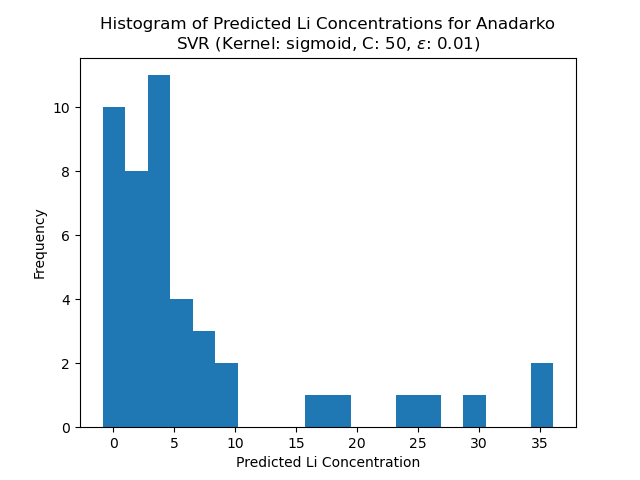 Histogram of Predicted Li Concentrations for Anadarko
SVR (Kernel: sigmoid, C: 50, ε: 0.01)
Frequency
10
8
6
4
2
0
0 5 10 15 20 25 30 35
Predicted Li Concentration